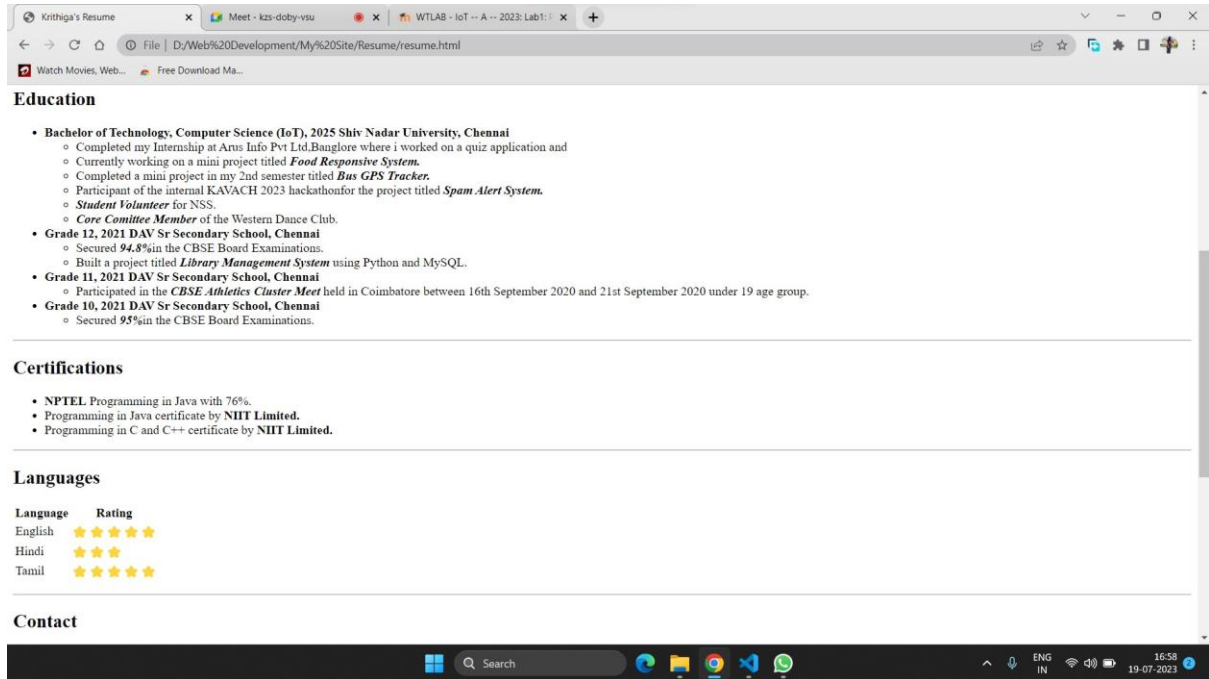 Krithiga's Resume
Meet - kzs-doby-vsu
WTLAB - IoT -- A -- 2023: Lab1:
File | D:/Web%20Development/My%20Site/Resume/resume.html
Watch Movies, Web...
Free Download Ma...
Education
Bachelor of Technology, Computer Science (IoT), 2025 Shiv Nadar University, Chennai
Completed my Internship at Arus Info Pvt Ltd,Banglore where i worked on a quiz application and
Currently working on a mini project titled Food Responsive System.
Completed a mini project in my 2nd semester titled Bus GPS Tracker.
Participant of the internal KAVACH 2023 hackathonfor the project titled Spam Alert System.
Student Volunteer for NSS.
Core Comittee Member of the Western Dance Club.
Grade 12, 2021 DAV Sr Secondary School, Chennai
Secured 94.8%in the CBSE Board Examinations.
Built a project titled Library Management System using Python and MySQL.
Grade 11, 2021 DAV Sr Secondary School, Chennai
Participated in the CBSE Athletics Cluster Meet held in Coimbatore between 16th September 2020 and 21st September 2020 under 19 age group.
Grade 10, 2021 DAV Sr Secondary School, Chennai
Secured 95%in the CBSE Board Examinations.
Certifications
NPTEL Programming in Java with 76%.
Programming in Java certificate by NIIT Limited.
Programming in C and C++ certificate by NIIT Limited.
Languages
Language Rating
English
Hindi
Tamil
Contact
Search
ENG
IN
16:58
19-07-2023
2